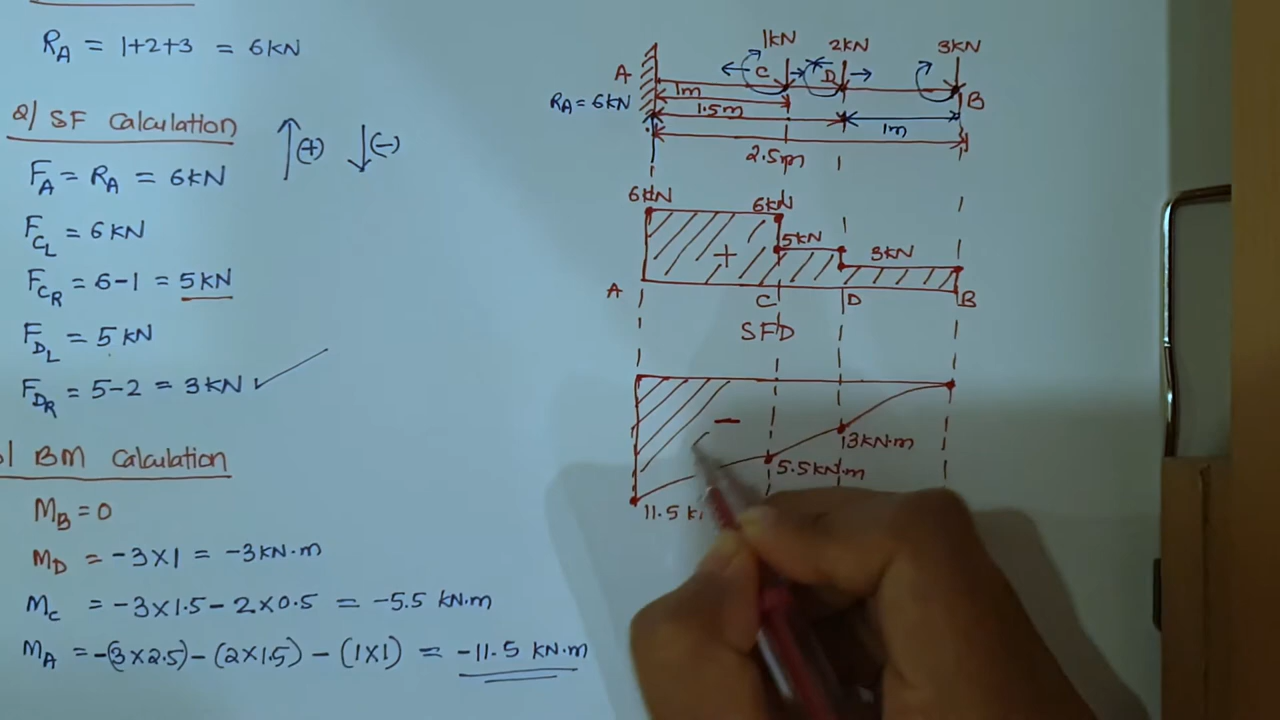 RA = 1+2+3 = 6KN
2) SF Calculation
(+) (-)
FA = RA = 6KN
FCL = 6KN
FCR = 6-1 = 5KN
FDL = 5 KN
FDR = 5-2 = 3KN
BM Calculation
MB = 0
MD = -3×1 = -3KN.m
MC = -3×1.5-2×0.5 = -5.5 KN.m
MA = -(3×2.5)-(2×1.5)-(1×1) = -11.5 KN.m
1KN 2KN 3KN
A C D B
RA = 6KN
1m
1.5m 1m
2.5m
6KN 6KN
5KN 3KN
+
A C D B
SFD
-
3KN.m
5.5KN.m
11.5